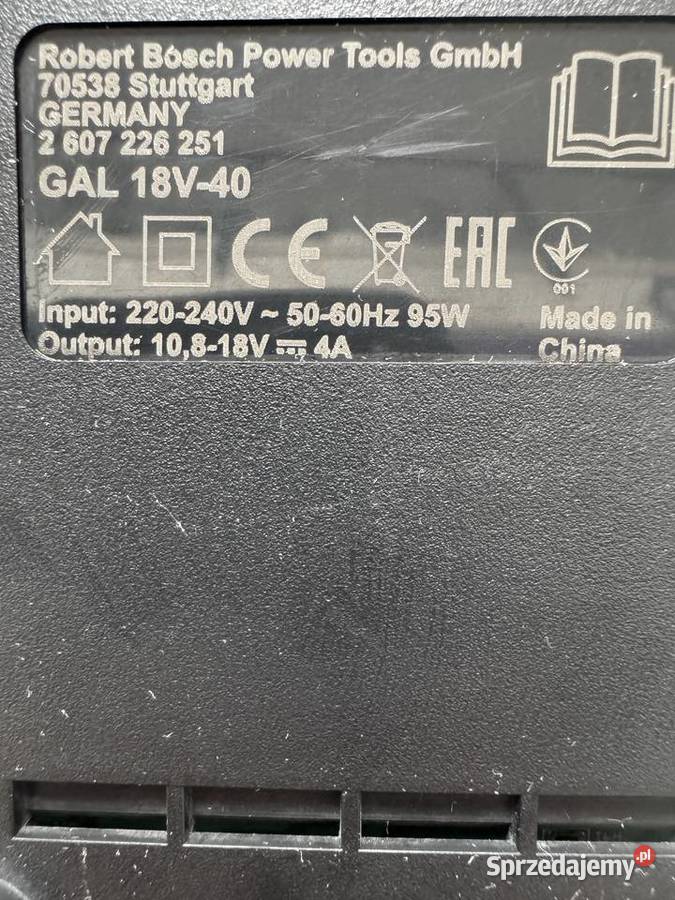 Robert Bosch Power Tools GmbH
70538 Stuttgart
GERMANY
2 607 226 251
GAL 18V-40
CE EAC
001
Input: 220-240V ~ 50-60Hz 95W
Output: 10,8-18V ⎓ 4A
Made in
China
Sprzedajemy.pl